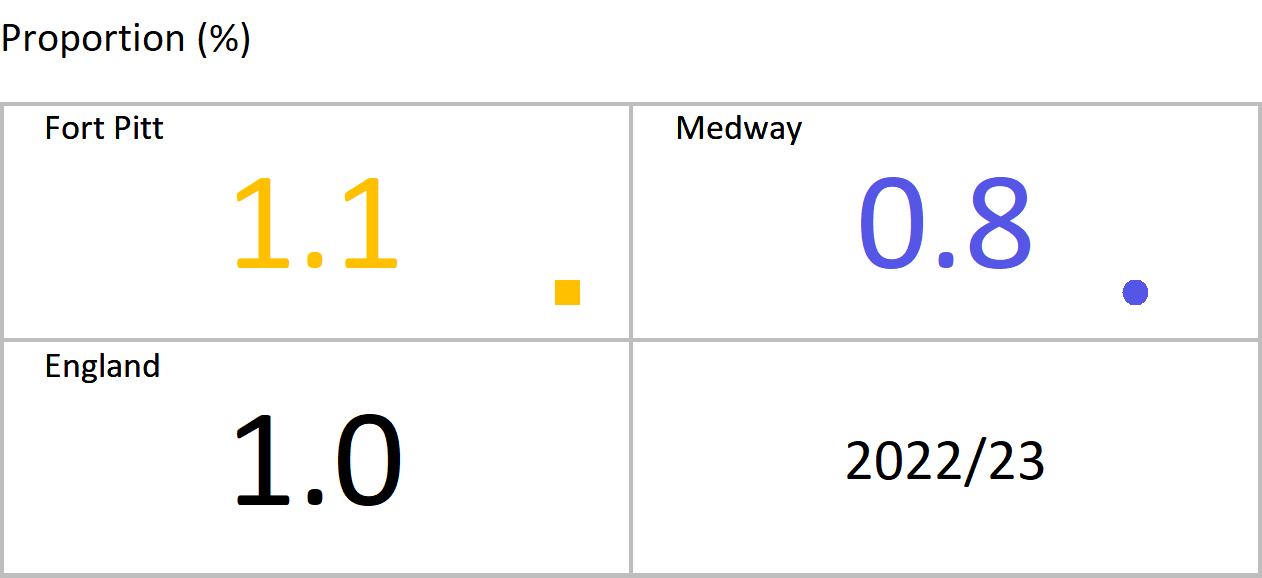 Proportion (%)
Fort Pitt
1.1
Medway
0.8
England
1.0
2022/23